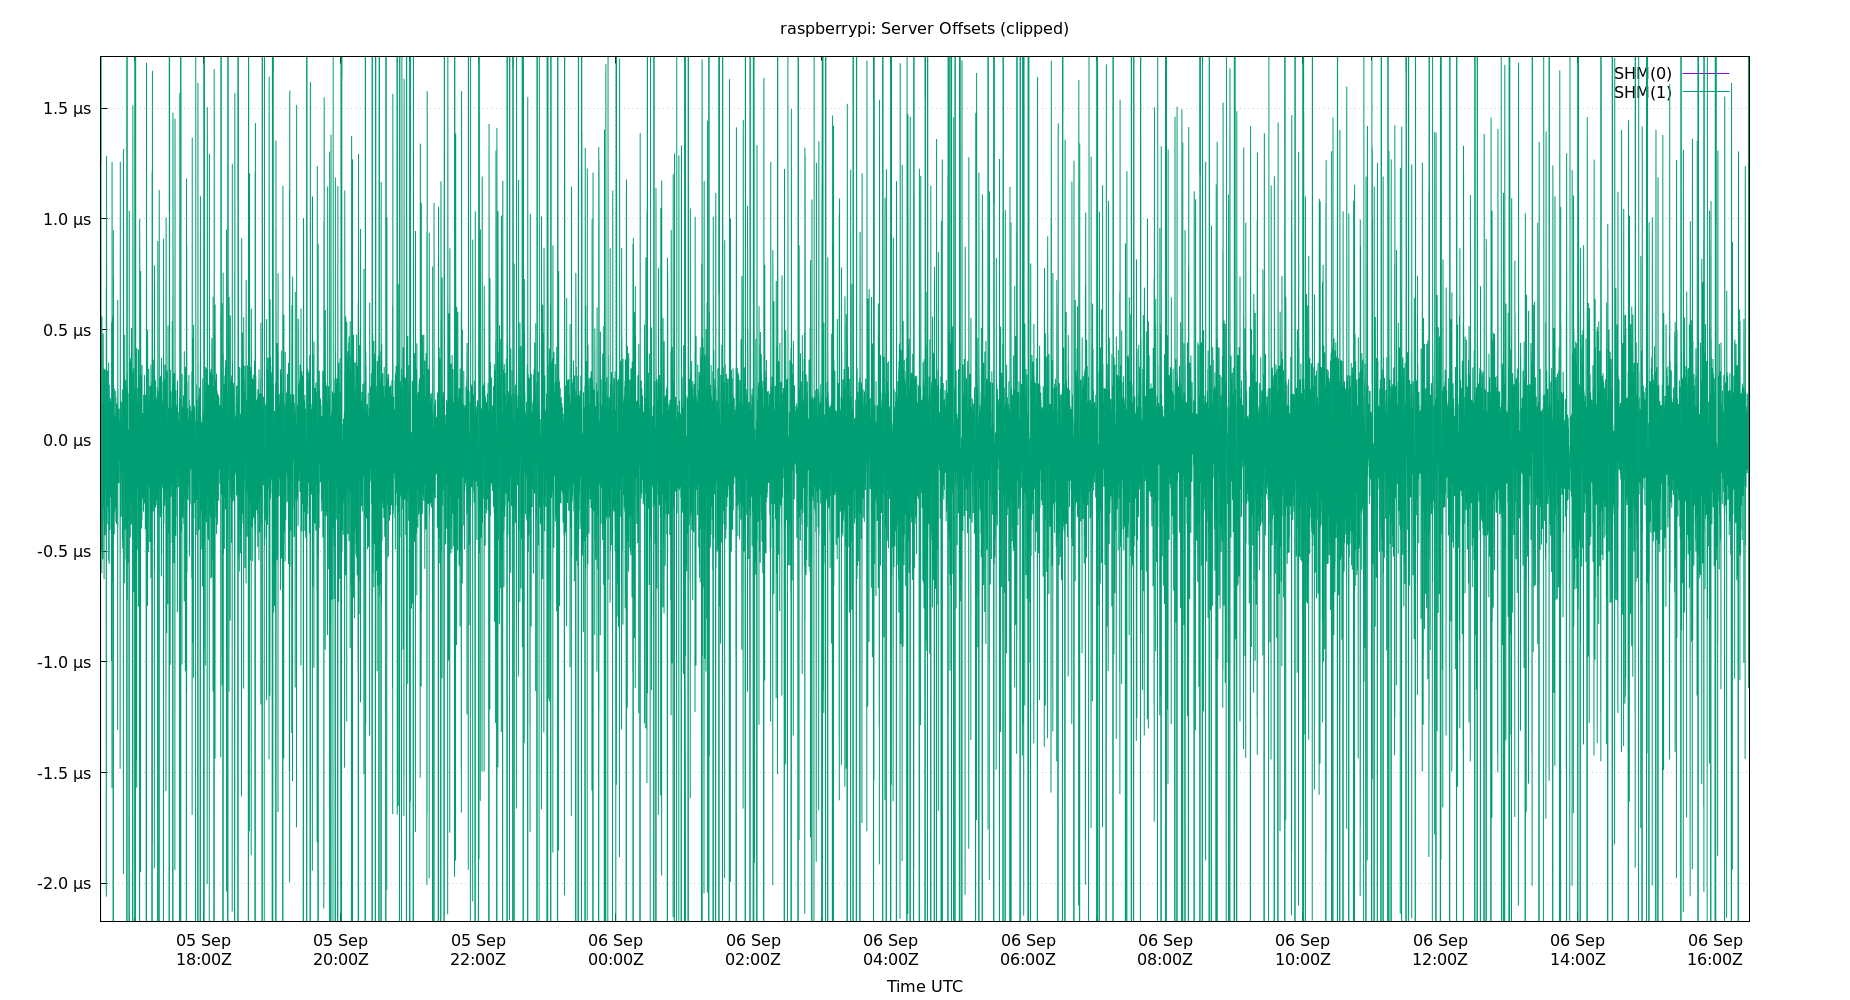 raspberrypi: Server Offsets (clipped)
SHM(0)
SHM(1)
1.5 µs
1.0 µs
0.5 µs
0.0 µs
-0.5 µs
-1.0 µs
-1.5 µs
-2.0 µs
05 Sep 05 Sep 05 Sep 06 Sep 06 Sep 06 Sep 06 Sep 06 Sep 06 Sep 06 Sep 06 Sep 06 Sep
18:00Z 20:00Z 22:00Z 00:00Z 02:00Z 04:00Z 06:00Z 08:00Z 10:00Z 12:00Z 14:00Z 16:00Z
Time UTC